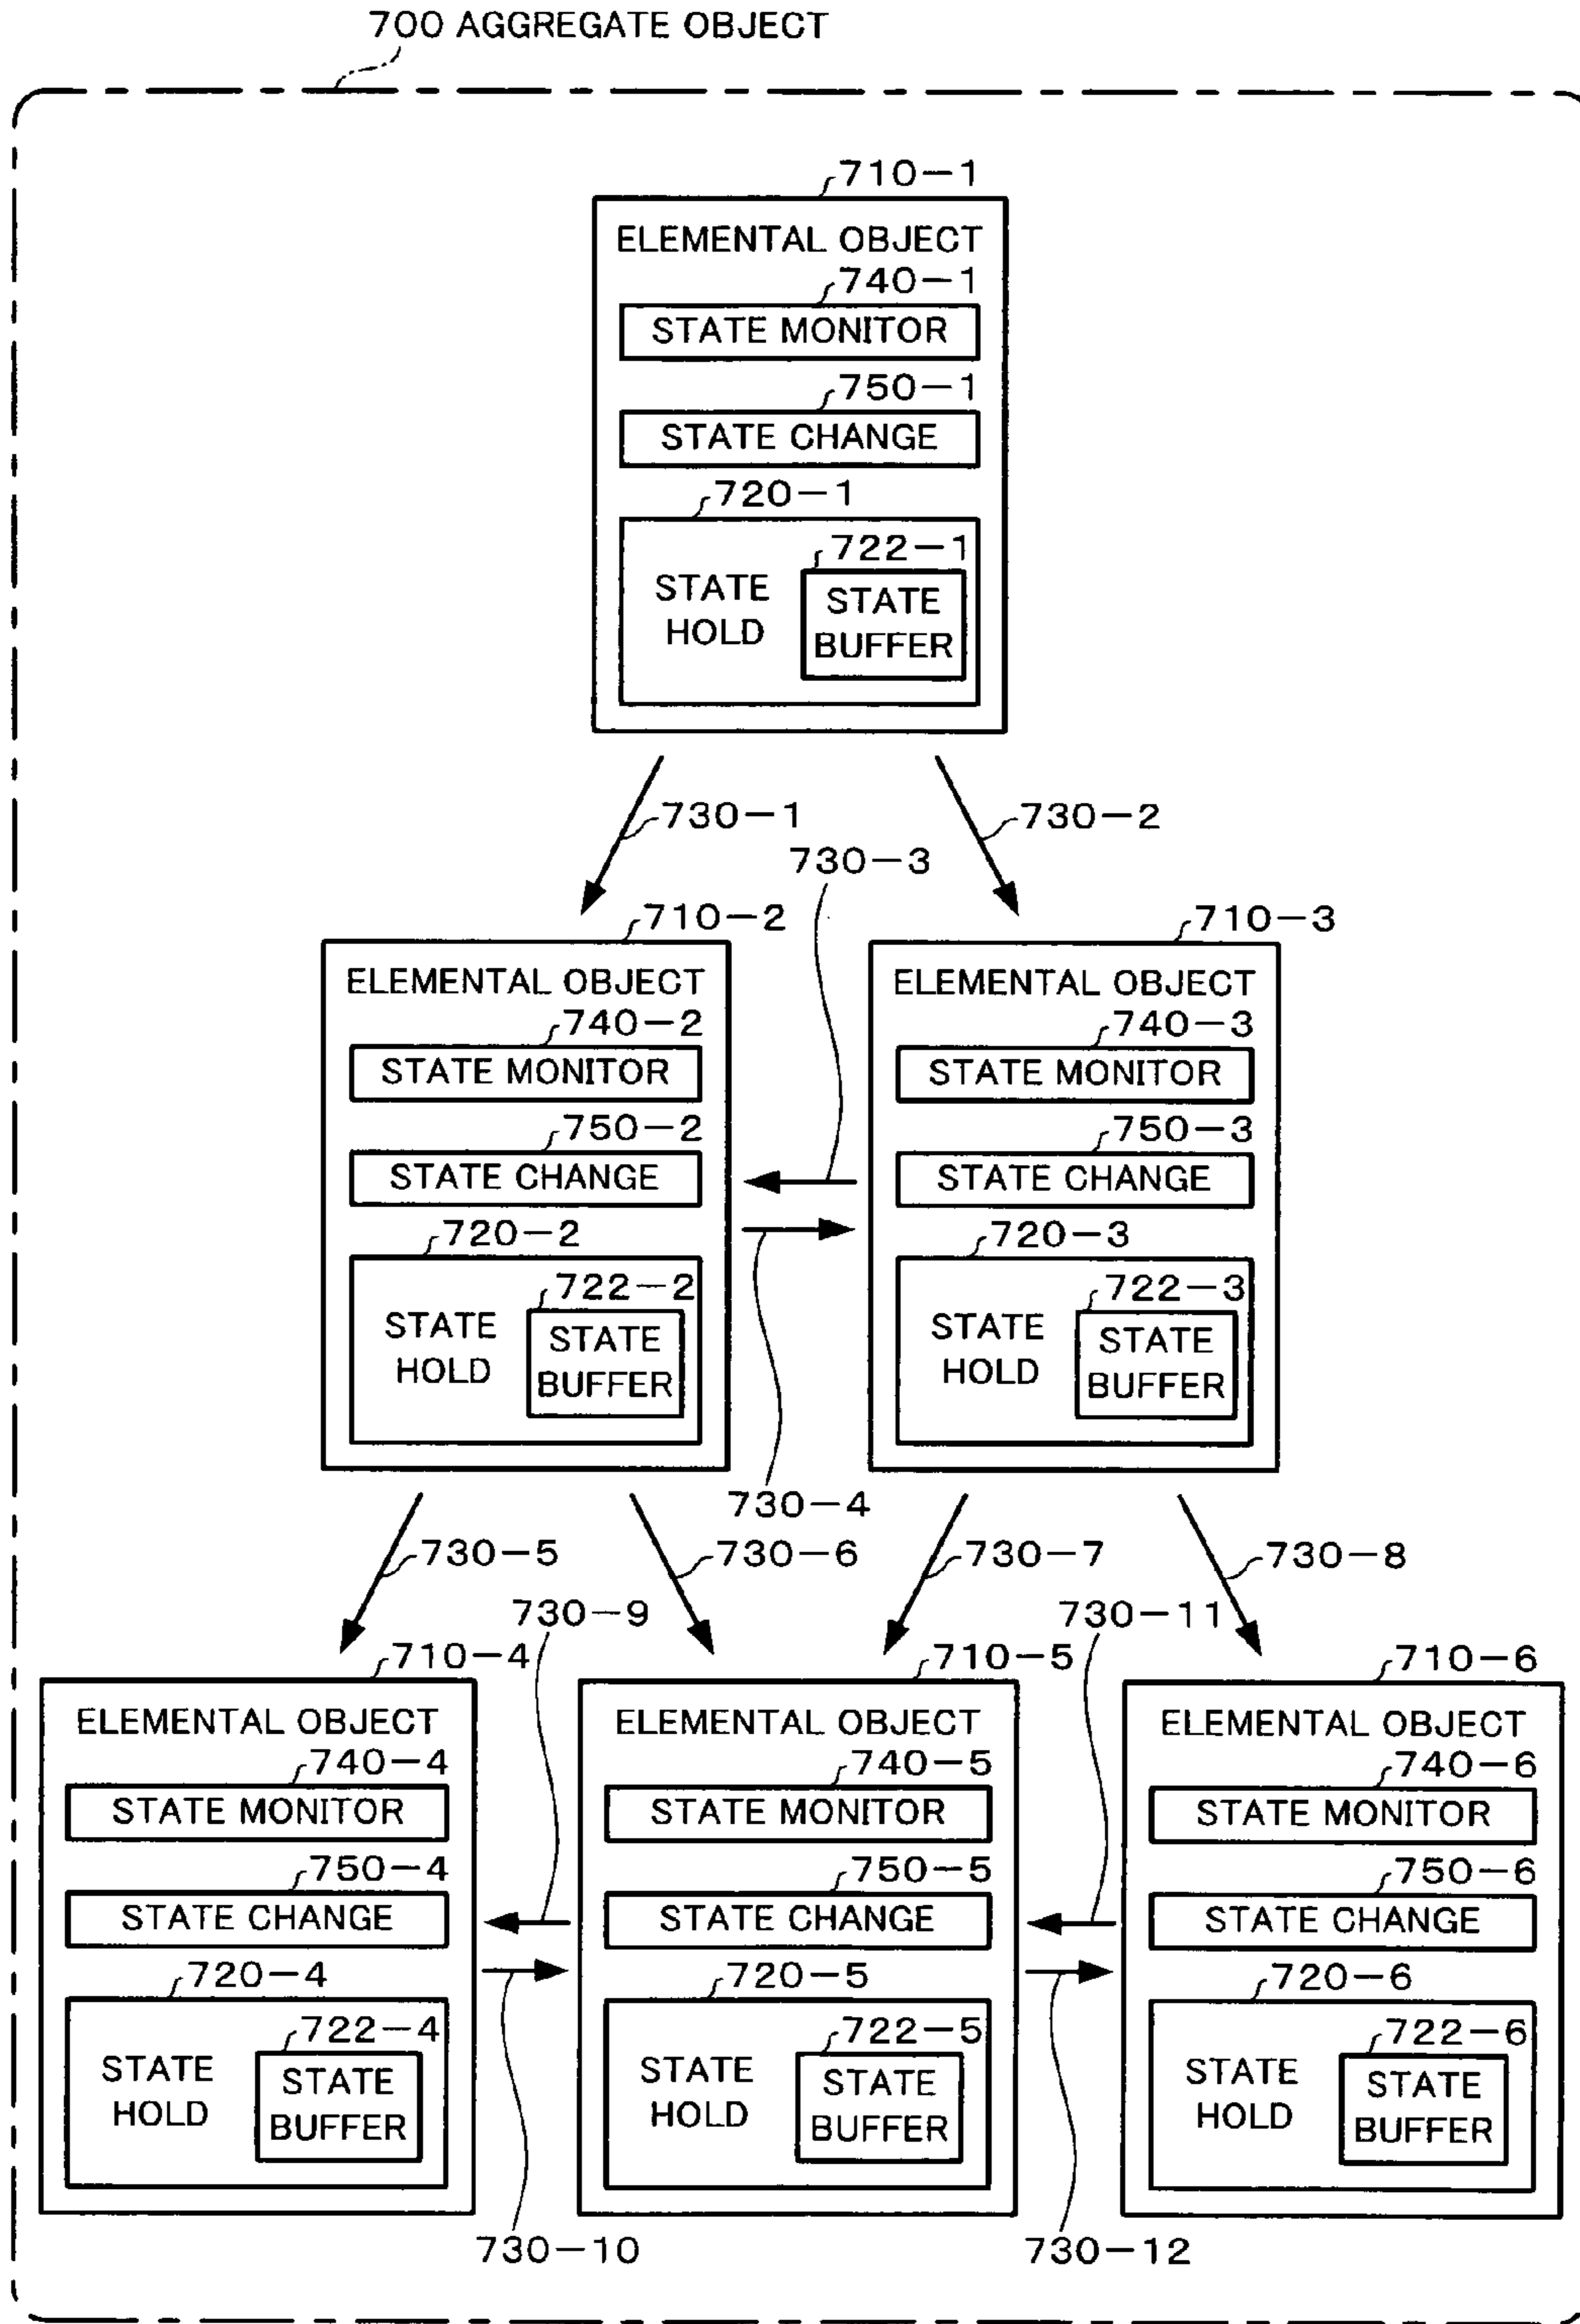 700 AGGREGATE OBJECT
710-1
ELEMENTAL OBJECT
740-1
STATE MONITOR
750-1
STATE CHANGE
720-1
722-1
STATE
HOLD
STATE
BUFFER
730-1
730-2
730-3
710-2
ELEMENTAL OBJECT
740-2
STATE MONITOR
750-2
STATE CHANGE
720-2
722-2
STATE
HOLD
STATE
BUFFER
710-3
ELEMENTAL OBJECT
740-3
STATE MONITOR
750-3
STATE CHANGE
720-3
722-3
STATE
HOLD
STATE
BUFFER
730-4
730-5
730-6
730-7
730-8
730-9
730-11
710-4
ELEMENTAL OBJECT
740-4
STATE MONITOR
750-4
STATE CHANGE
720-4
722-4
STATE
HOLD
STATE
BUFFER
710-5
ELEMENTAL OBJECT
740-5
STATE MONITOR
750-5
STATE CHANGE
720-5
722-5
STATE
HOLD
STATE
BUFFER
710-6
ELEMENTAL OBJECT
740-6
STATE MONITOR
750-6
STATE CHANGE
720-6
722-6
STATE
HOLD
STATE
BUFFER
730-10
730-12